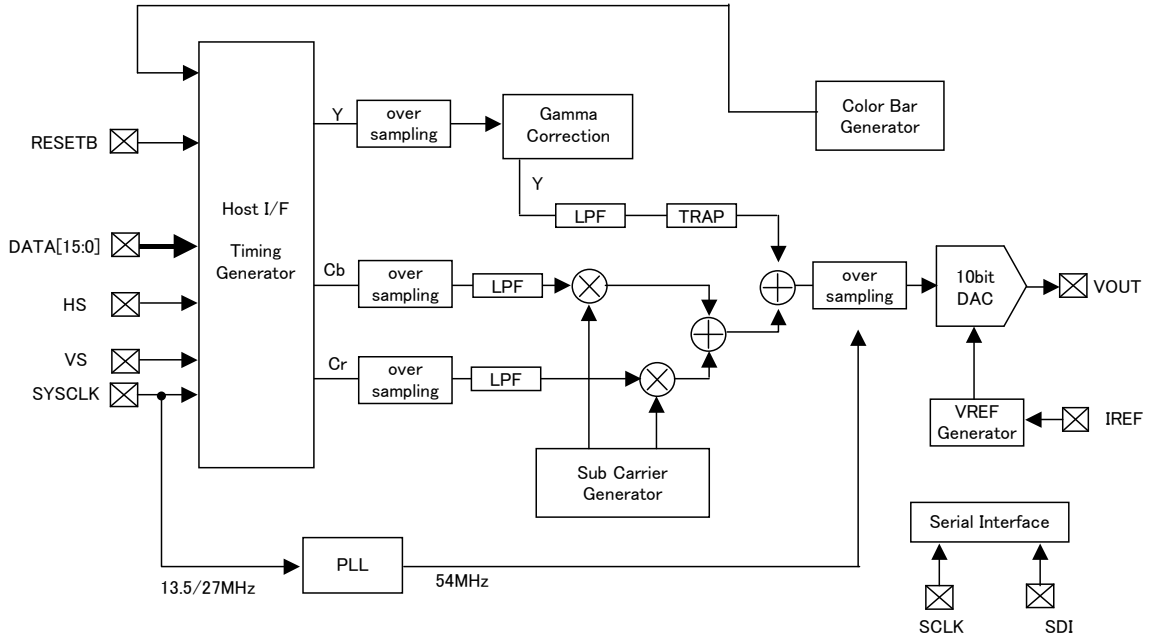 Color Bar
Generator
RESETB
DATA[15:0]
HS
VS
SYSCLK
Host I/F
Timing
Generator
Y
over
sampling
Gamma
Correction
Y
LPF
TRAP
Cb
over
sampling
LPF
Cr
over
sampling
LPF
Sub Carrier
Generator
over
sampling
10bit
DAC
VOUT
VREF
Generator
IREF
Serial Interface
SCLK
SDI
PLL
13.5/27MHz
54MHz